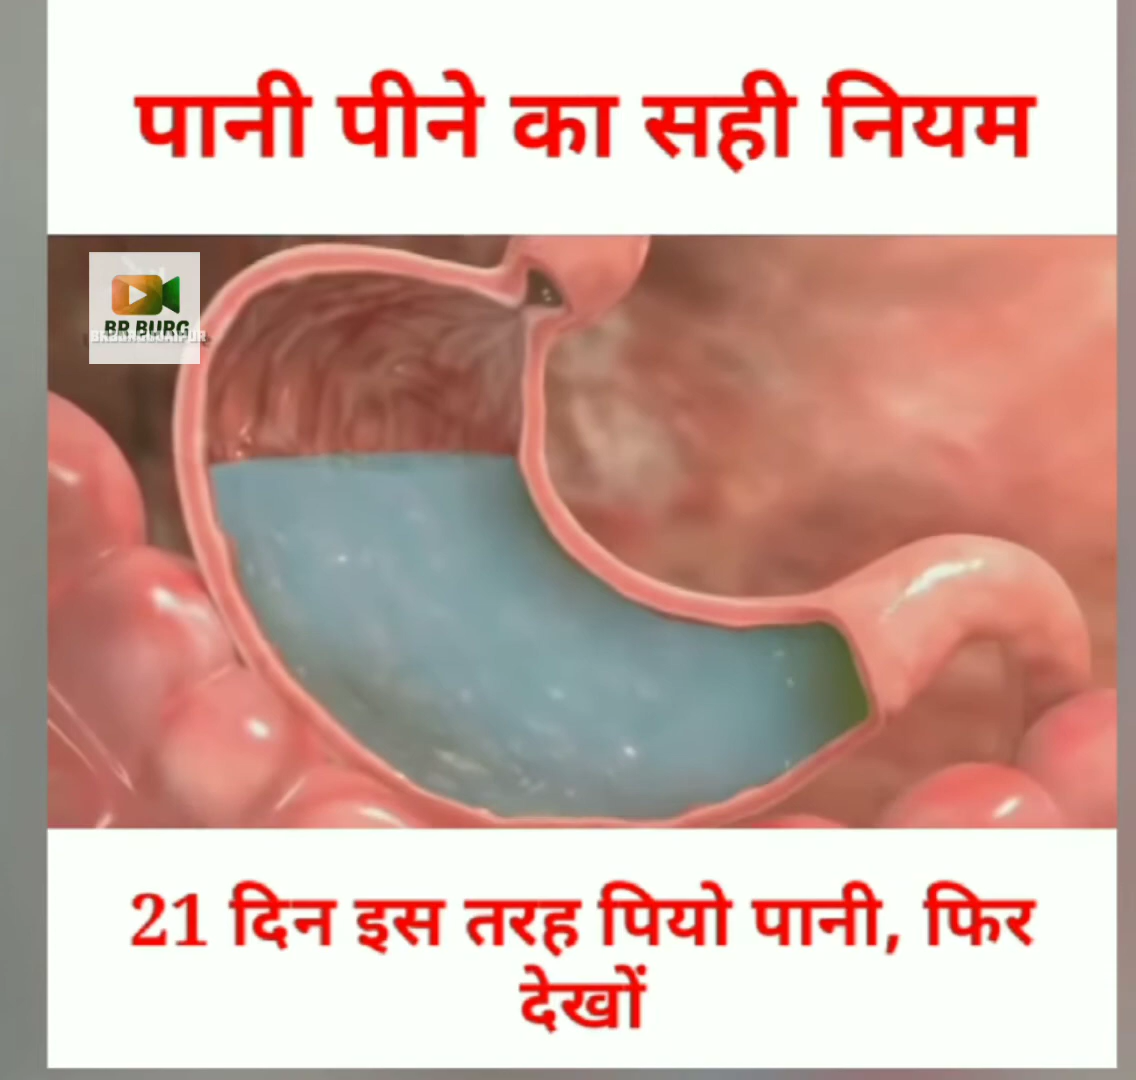 पानी पीने का सही नियम
BR BURG
21 दिन इस तरह पियो पानी, फिर
देखों